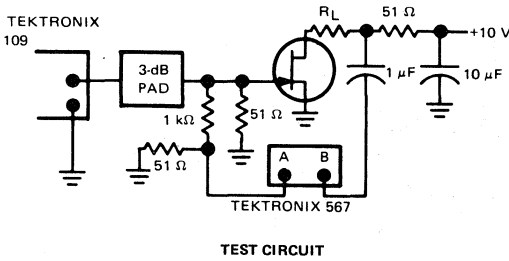 TEKTRONIX
109
3-dB
PAD
1 kΩ
51 Ω
51 Ω
RL
51 Ω
+10 V
1 µF
10 µF
A B
TEKTRONIX 567
TEST CIRCUIT